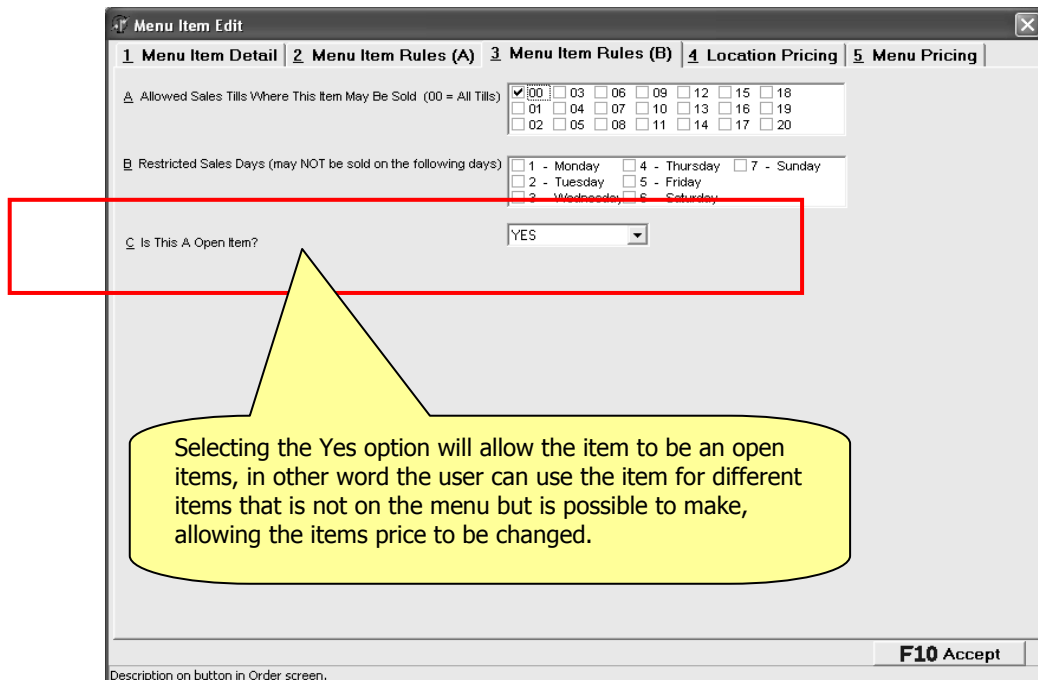 Menu Item Edit
1 Menu Item Detail 2 Menu Item Rules (A) 3 Menu Item Rules (B) 4 Location Pricing 5 Menu Pricing
A Allowed Sales Tills Where This Item May Be Sold (00 = All Tills)
00 03 06 09 12 15 18
01 04 07 10 13 16 19
02 05 08 11 14 17 20
B Restricted Sales Days (may NOT be sold on the following days)
1 - Monday 4 - Thursday 7 - Sunday
2 - Tuesday 5 - Friday
3 - Wednesday 6 - Saturday
C Is This A Open Item?
YES
Selecting the Yes option will allow the item to be an open
items, in other word the user can use the item for different
items that is not on the menu but is possible to make,
allowing the items price to be changed.
F10 Accept
Description on button in Order screen.